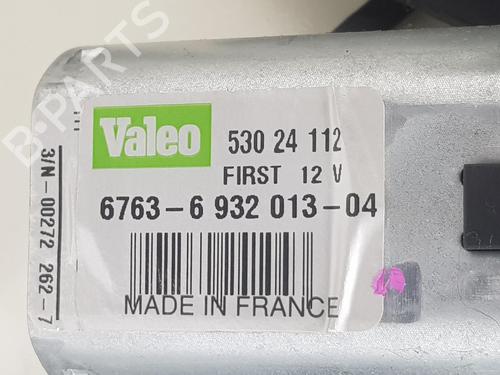 Valeo
530 24 112
FIRST 12 V
6763-6 932 013-04
MADE IN FRANCE
3/N-00272 262-7
B-PARTS